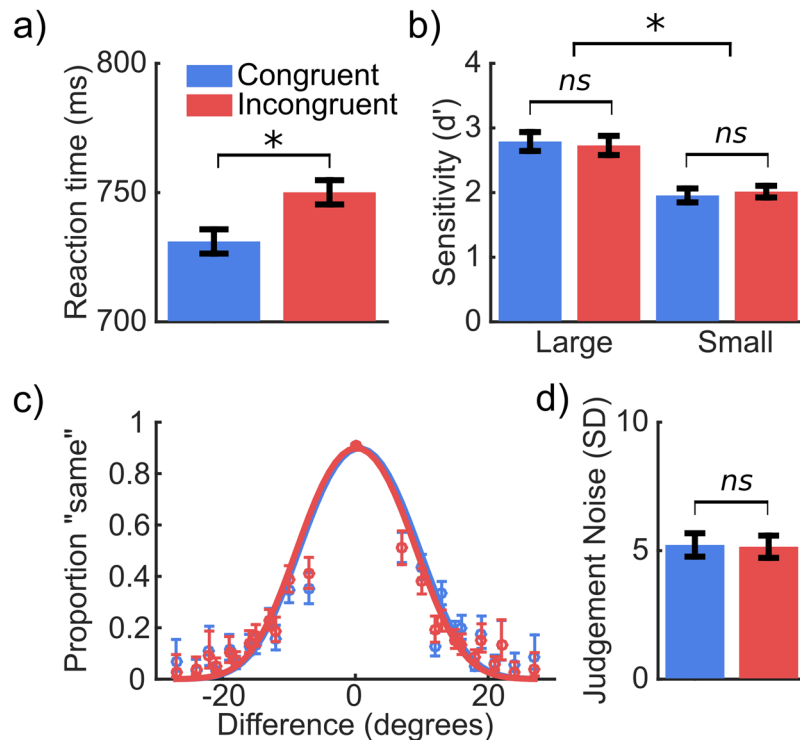 a)
Reaction time (ms)
800
750
700
Congruent
Incongruent
*
b)
Sensitivity (d')
4
3
2
1
0
*
ns
ns
Large
Small
c)
Proportion "same"
1
0.8
0.6
0.4
0.2
0
-20
0
20
Difference (degrees)
d)
Judgement Noise (SD)
10
5
0
ns